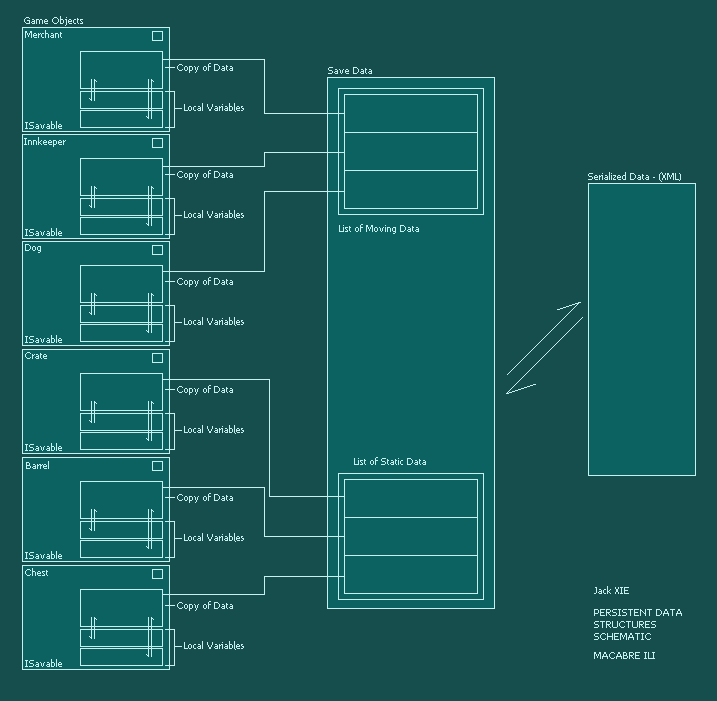 Game Objects
Merchant
Copy of Data
Local Variables
ISavable
Innkeeper
Copy of Data
Local Variables
ISavable
Dog
Copy of Data
Local Variables
ISavable
Crate
Copy of Data
Local Variables
ISavable
Barrel
Copy of Data
Local Variables
ISavable
Chest
Copy of Data
Local Variables
ISavable
Save Data
List of Moving Data
List of Static Data
Serialized Data - (XML)
Jack XIE
PERSISTENT DATA
STRUCTURES
SCHEMATIC
MACABRE ILI